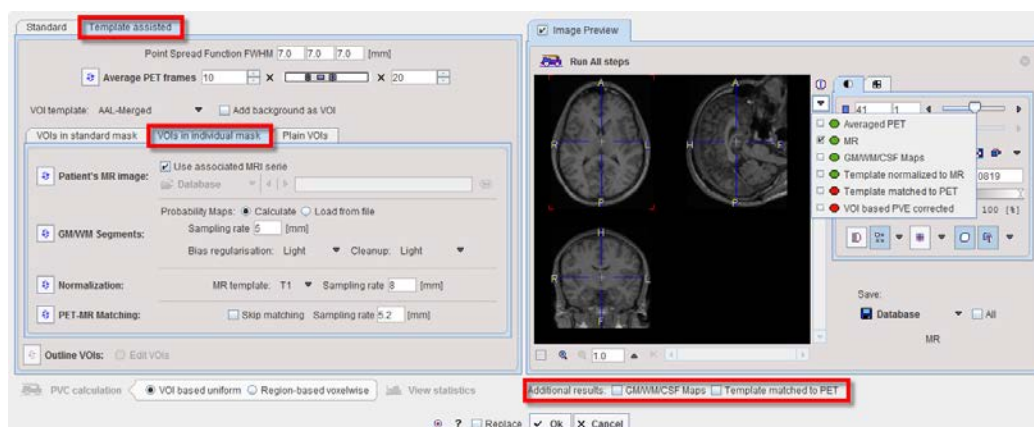 Standard Template assisted
Point Spread Function FWHM 7.0 7.0 7.0 [mm]
Average PET frames 10 X X 20
VOI template: AAL-Merged Add background as VOI
VOIs in standard mask VOIs in individual mask Plain VOIs
Patient's MR image: Use associated MRI serie
Database
Probability Maps: Calculate Load from file
GM/WM Segments: Sampling rate 5 [mm]
Bias regularisation: Light Cleanup: Light
Normalization: MR template: T1 Sampling rate 8 [mm]
PET-MR Matching: Skip matching Sampling rate 5.2 [mm]
Outline VOIs: Edit VOIs
PVC calculation VOI based uniform Region-based voxelwise View statistics
Image Preview
Run All steps
A A
R L H F
P P
H
R L
F
1.0
41 1
Averaged PET
MR
GM/WM/CSF Maps
Template normalized to MR
Template matched to PET
VOI based PVE corrected
0819
100 [%]
Save:
Database All
MR
Additional results: GM/WM/CSF Maps Template matched to PET
? Replace Ok X Cancel